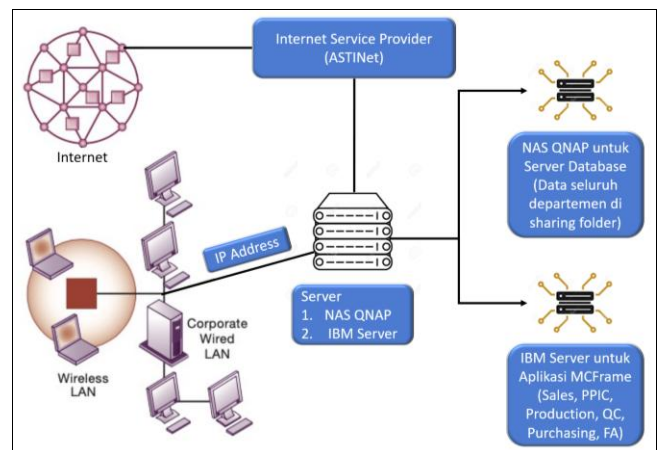 Internet Service Provider
(ASTINet)
Internet
IP Address
Server
1. NAS QNAP
2. IBM Server
Corporate
Wired
LAN
Wireless
LAN
NAS QNAP untuk
Server Database
(Data seluruh
departemen di
sharing folder)
IBM Server untuk
Aplikasi MCFrame
(Sales, PPIC,
Production, QC,
Purchasing, FA)